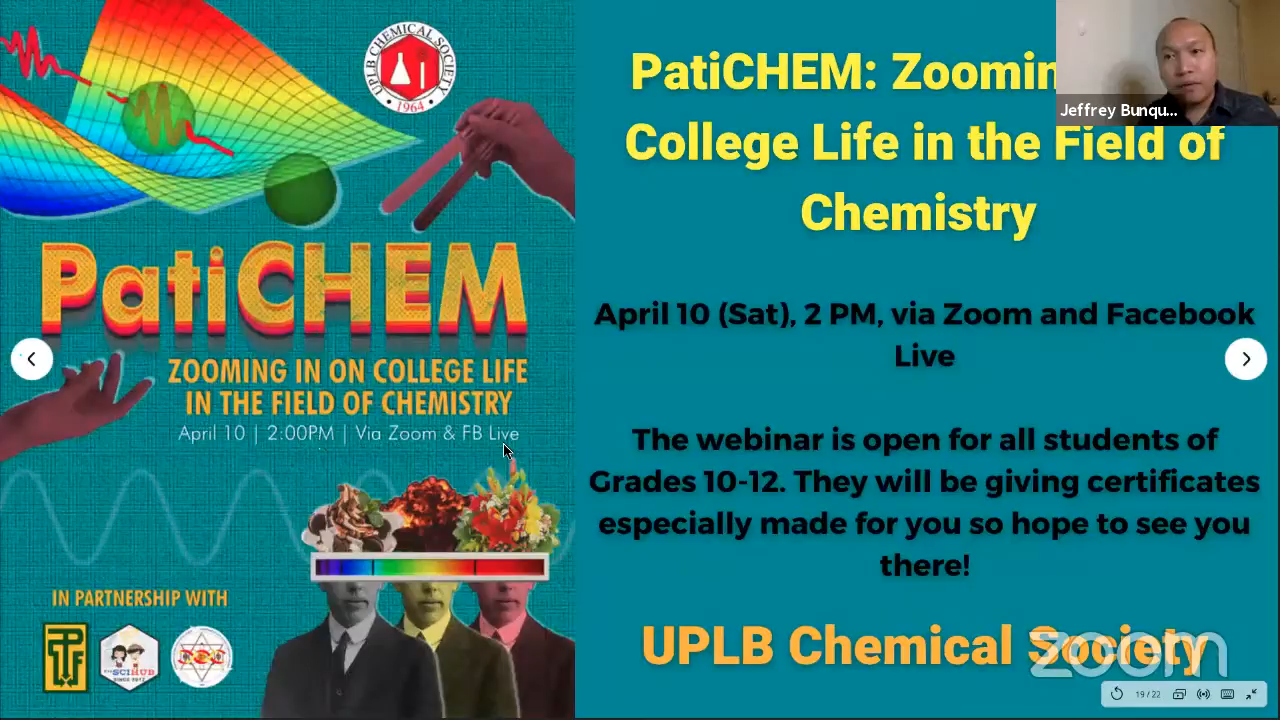 UPLB CHEMICAL SOCIETY
1964
PatiCHEM
ZOOMING IN ON COLLEGE LIFE
IN THE FIELD OF CHEMISTRY
April 10 | 2:00PM | Via Zoom & FB Live
IN PARTNERSHIP WITH
SCIHUB
SINCE 2017
PatiCHEM: Zoomin
College Life in the Field of
Chemistry
Jeffrey Bunqu...
April 10 (Sat), 2 PM, via Zoom and Facebook
Live
The webinar is open for all students of
Grades 10-12. They will be giving certificates
especially made for you so hope to see you
there!
UPLB Chemical Society
zoom
19 / 22